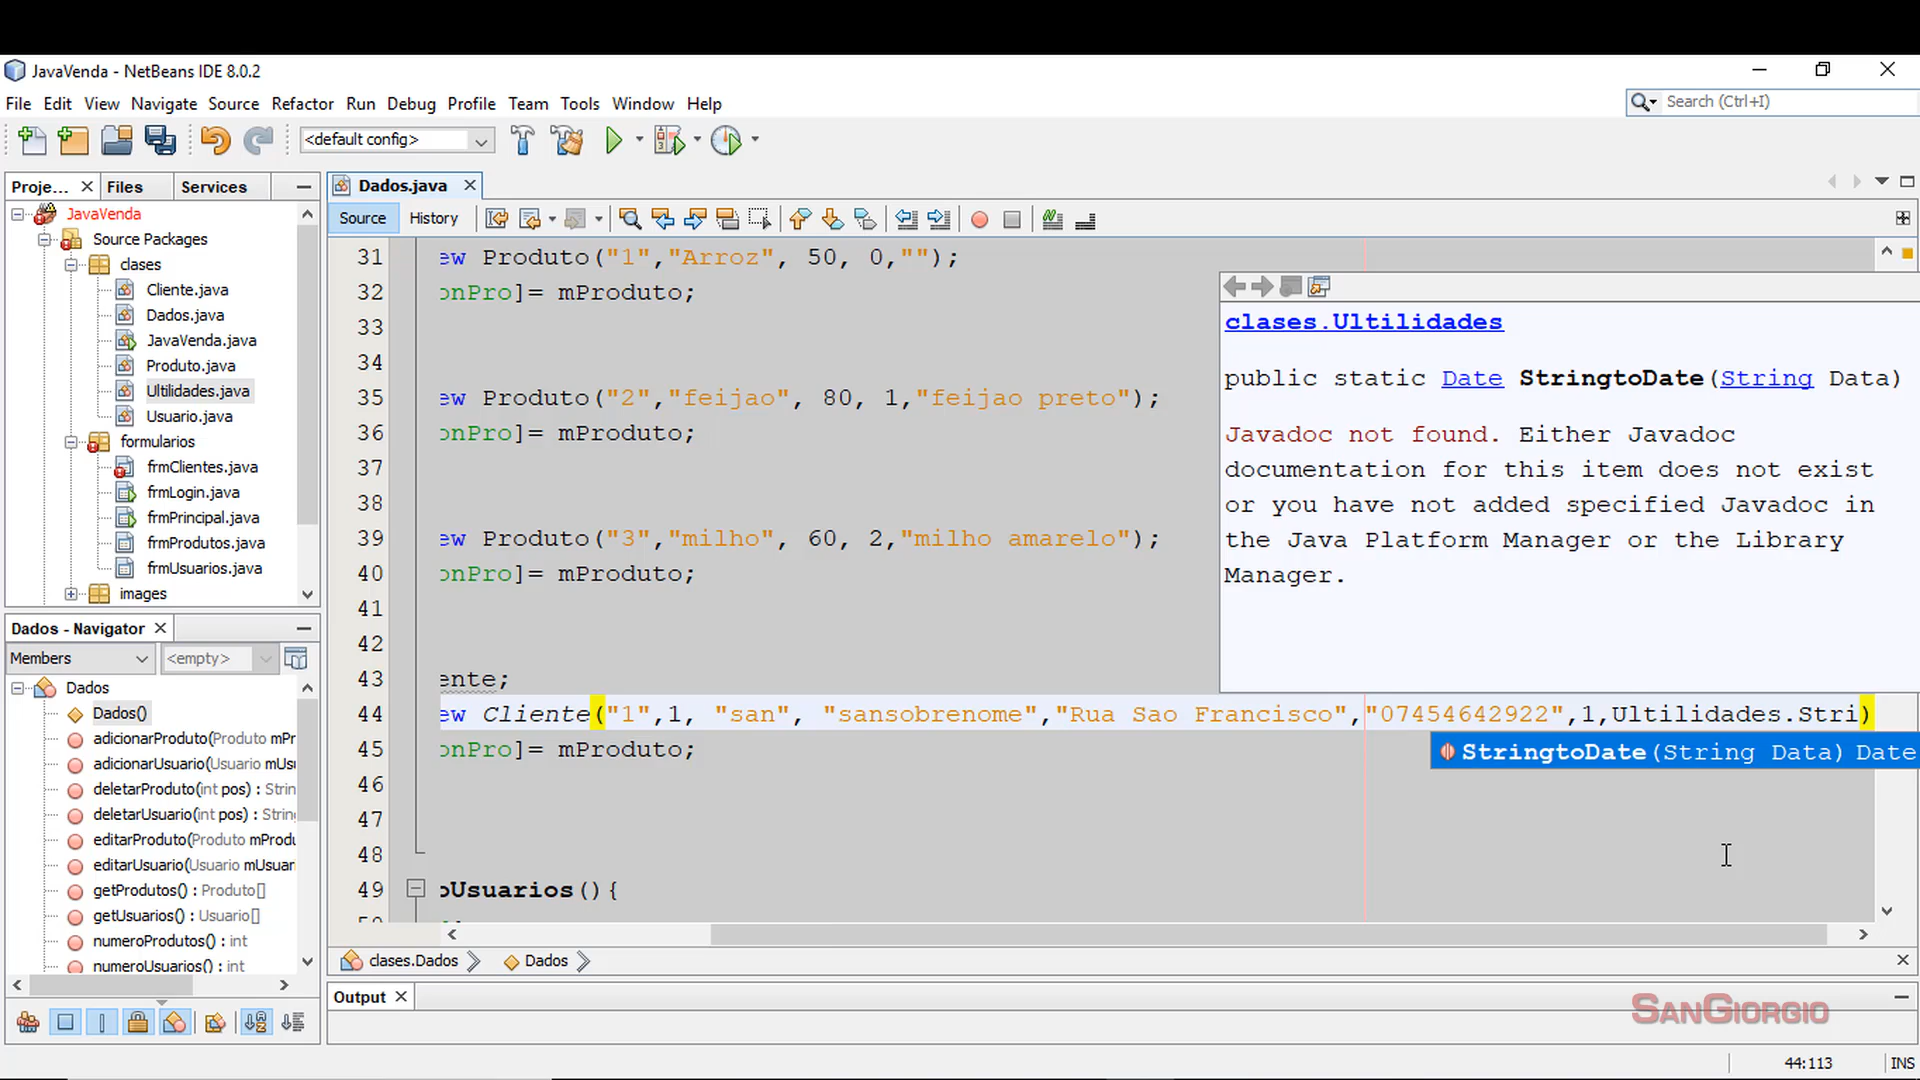 JavaVenda - NetBeans IDE 8.0.2
File Edit View Navigate Source Refactor Run Debug Profile Team Tools Window Help
Search (Ctrl+I)
<default config>
Proje... Files Services
JavaVenda
Source Packages
clases
Cliente.java
Dados.java
JavaVenda.java
Produto.java
Ultilidades.java
Usuario.java
formularios
frmClientes.java
frmLogin.java
frmPrincipal.java
frmProdutos.java
frmUsuarios.java
images
Dados - Navigator
Members <empty>
Dados
Dados()
adicionarProduto(Produto mPr
adicionarUsuario(Usuario mUsu
deletarProduto(int pos) : Strin
deletarUsuario(int pos) : String
editarProduto(Produto mProdu
editarUsuario(Usuario mUsuar
getProdutos() : Produto[]
getUsuarios() : Usuario[]
numeroProdutos() : int
numeroUsuarios() : int
Dados.java
Source History
31 ew Produto("1","Arroz", 50, 0,"");
32 onPro]= mProduto;
33
34
35 ew Produto("2","feijao", 80, 1,"feijao preto");
36 onPro]= mProduto;
37
38
39 ew Produto("3","milho", 60, 2,"milho amarelo");
40 onPro]= mProduto;
41
42
43 ente;
44 ew Cliente("1",1, "san", "sansobrenome","Rua Sao Francisco","07454642922",1,Ultilidades.Stri)
45 onPro]= mProduto;
46
47
48
49 oUsuarios(){
clases.Ultilidades
public static Date StringtoDate(String Data)
Javadoc not found. Either Javadoc
documentation for this item does not exist
or you have not added specified Javadoc in
the Java Platform Manager or the Library
Manager.
StringtoDate(String Data) Date
clases.Dados Dados
Output
SanGiorgio
44:113 INS